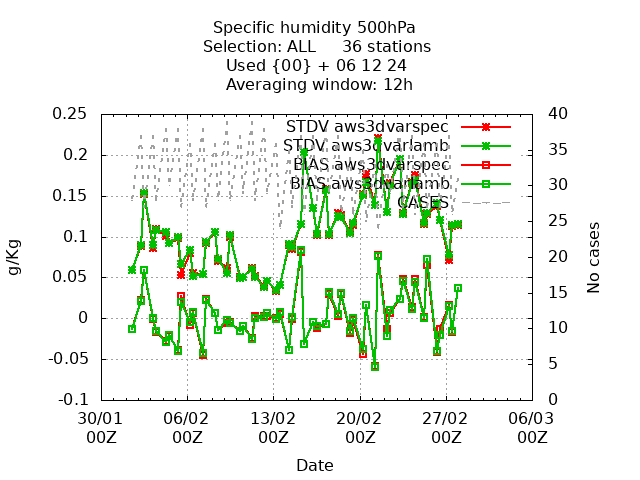 Specific humidity 500hPa
Selection: ALL 36 stations
Used {00} + 06 12 24
Averaging window: 12h
0.25
0.2
0.15
0.1
0.05
0
-0.05
-0.1
40
35
30
25
20
15
10
5
0
STDV aws3dvarspec
STDV aws3dvarlamb
BIAS aws3dvarspec
BIAS aws3dvarlamb
CASES
g/Kg
No cases
30/01 06/02 13/02 20/02 27/02 06/03
00Z 00Z 00Z 00Z 00Z 00Z
Date